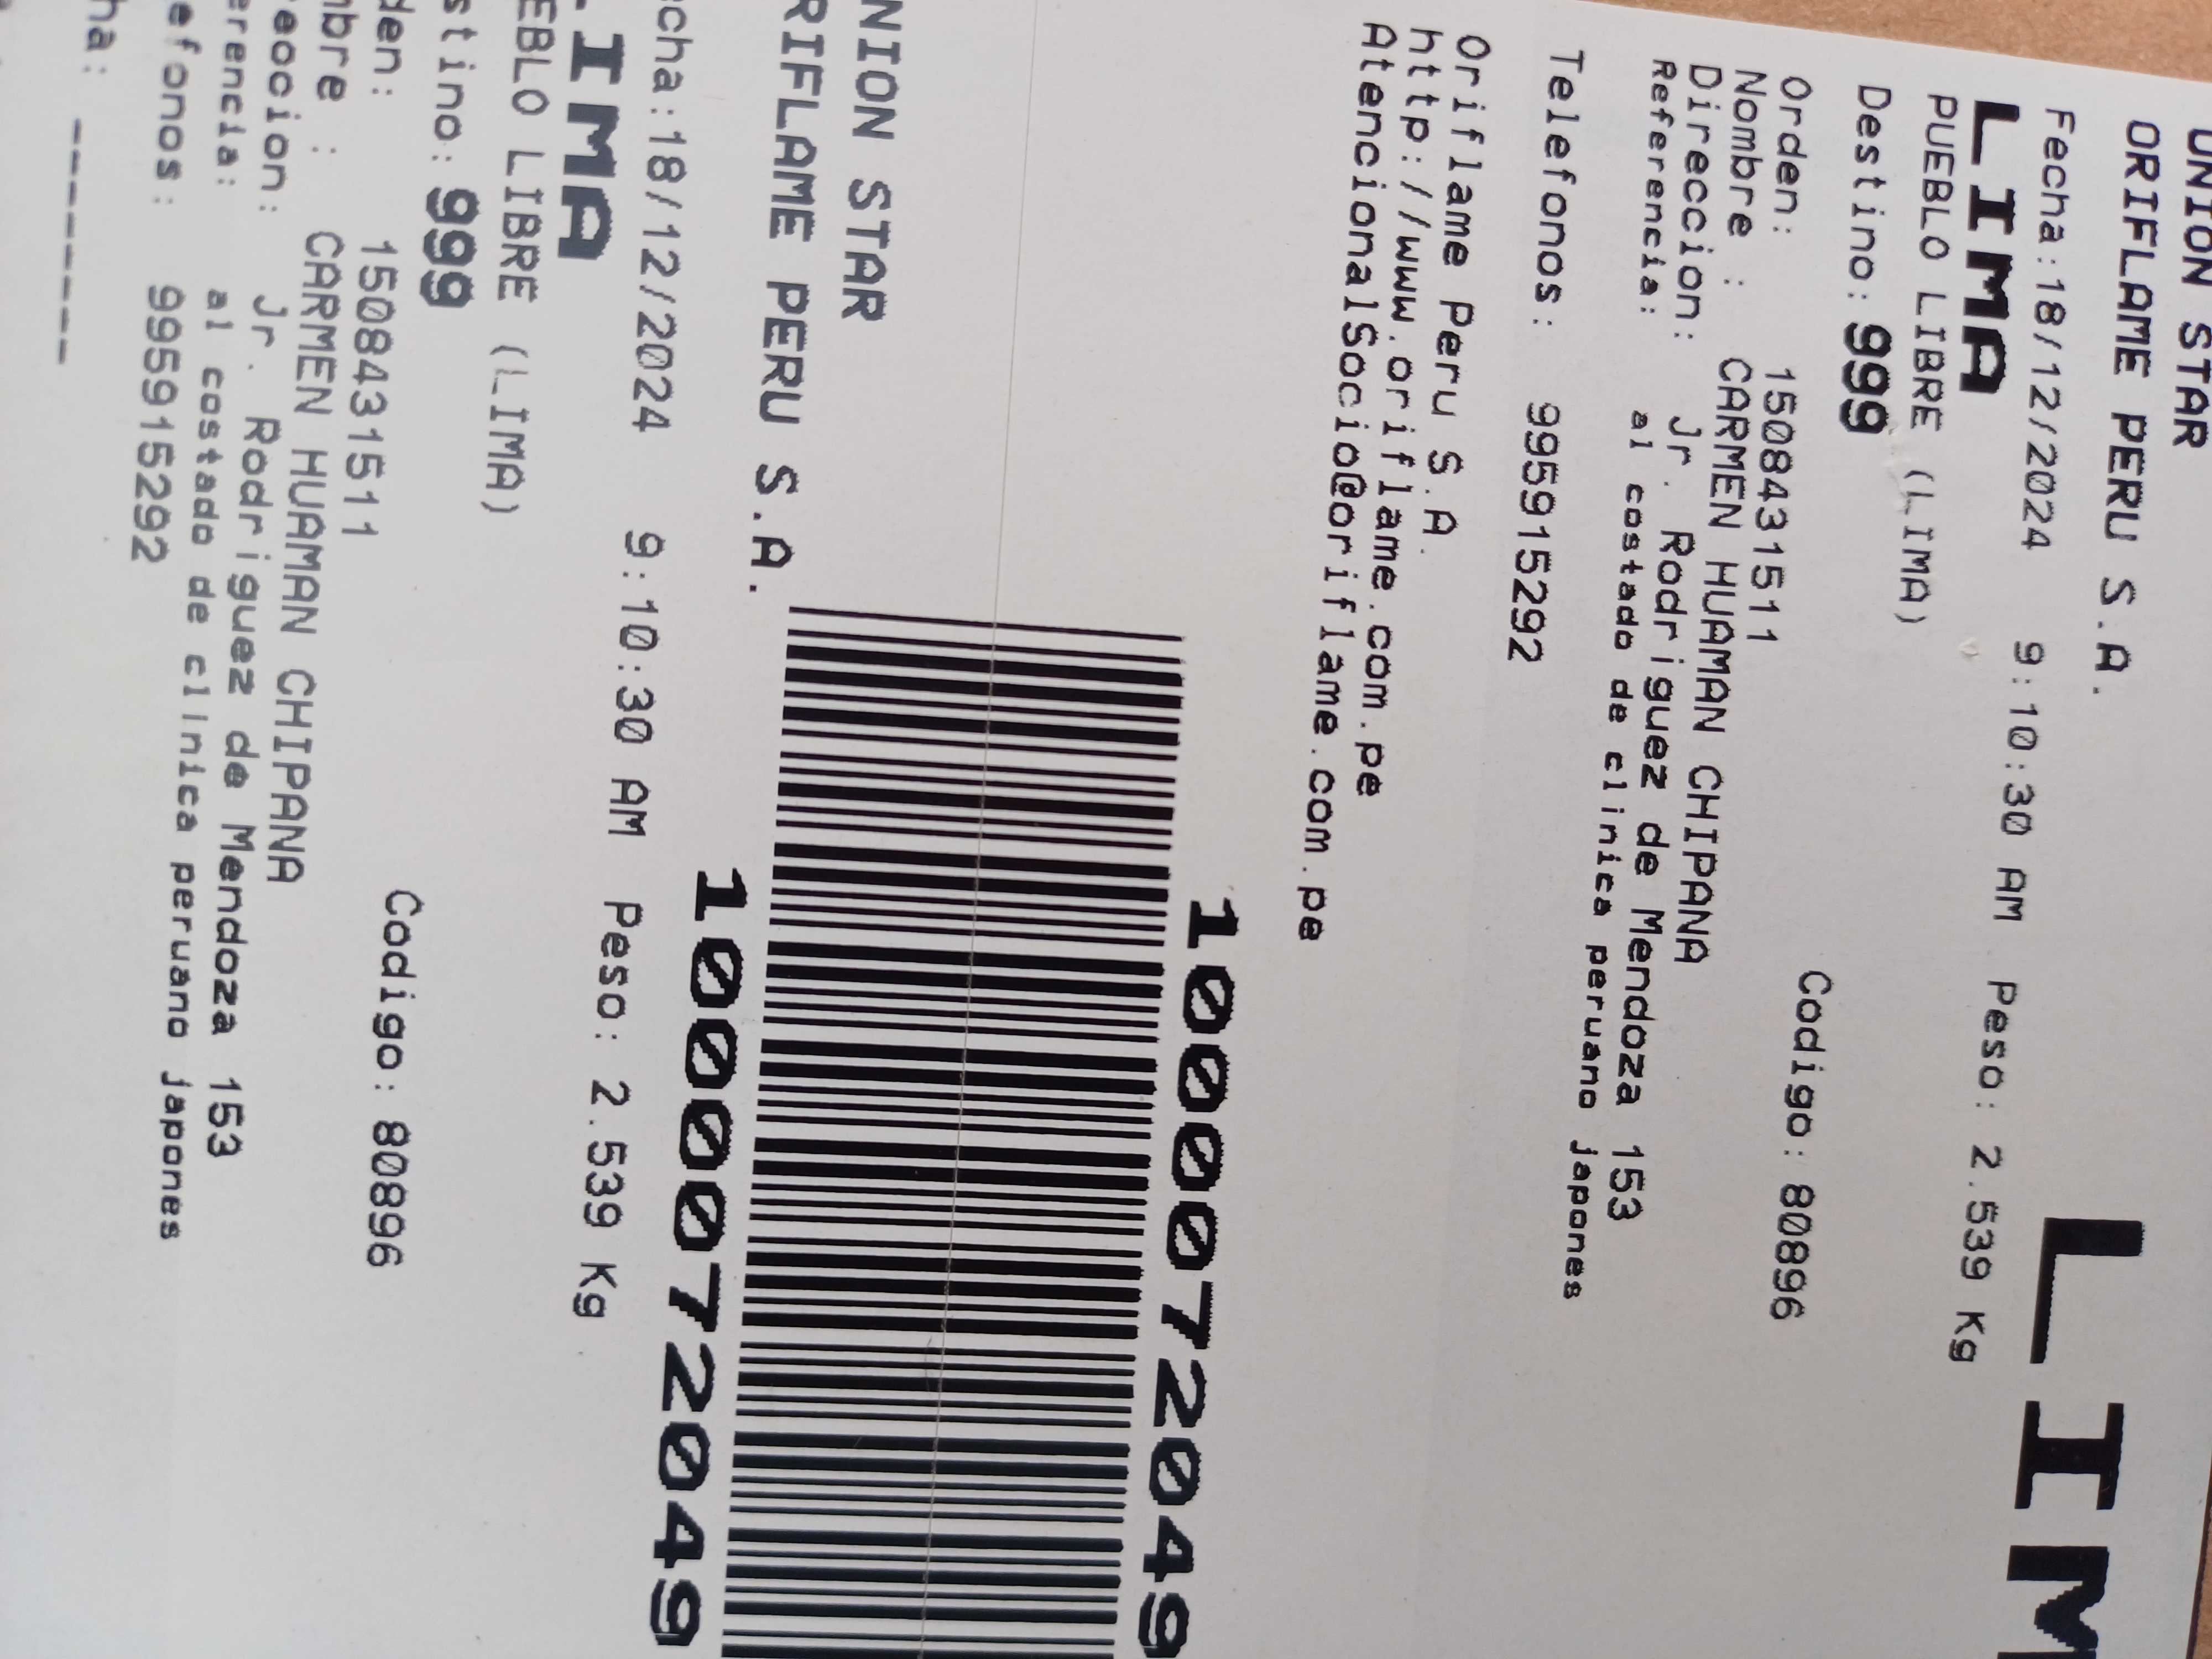 UNION STAR
ORIFLAME PERU S.A.
Fecha:18/12/2024 9:10:30 AM Peso: 2.539 Kg
LIMA
LIM
PUEBLO LIBRE (LIMA)
Destino:999
Orden: 1508431511 Codigo: 80896
Nombre : CARMEN HUAMAN CHIPANA
Direccion: Jr. Rodriguez de Mendoza 153
Referencia: al costado de clinica peruano japones
Telefonos: 995915292
Oriflame Peru S.A.
http://www.oriflame.com.pe
AtencionalSocio@oriflame.com.pe
10000072049
10000072049
NION STAR
RIFLAME PERU S.A.
cha:18/12/2024 9:10:30 AM Peso: 2.539 Kg
LIMA
EBLO LIBRE (LIMA)
stino:999
den: 1508431511 Codigo: 80896
mbre : CARMEN HUAMAN CHIPANA
eccion: Jr. Rodriguez de Mendoza 153
erencia: al costado de clinica peruano japones
efonos: 995915292
ha: -------